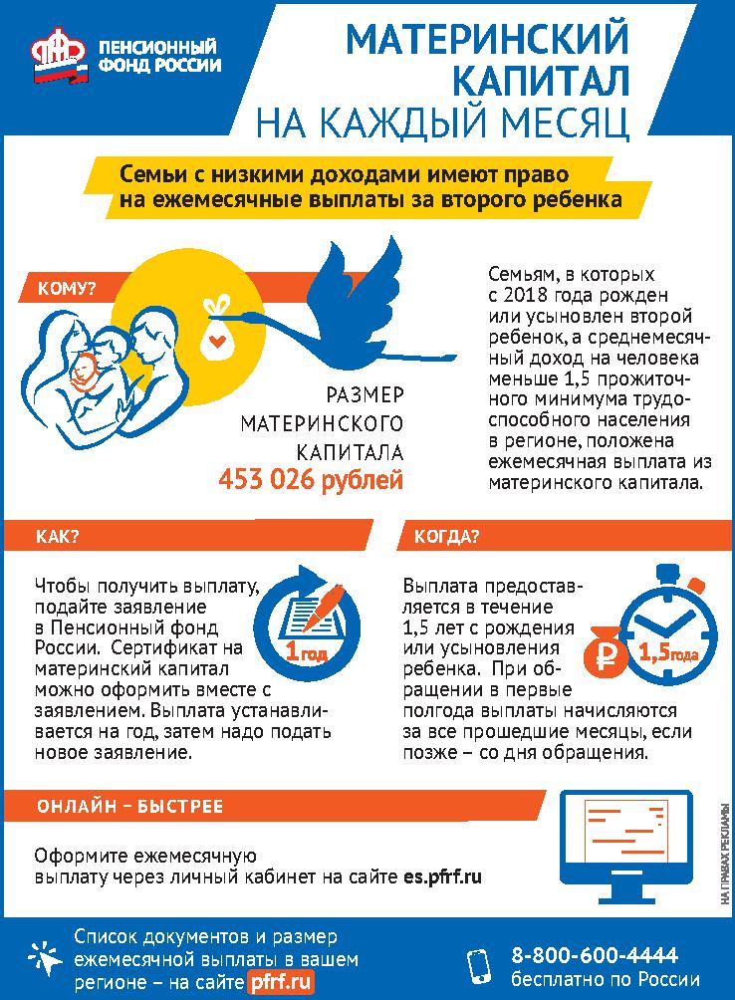 ПЕНСИОННЫЙ
ФОНД РОССИИ
МАТЕРИНСКИЙ
КАПИТАЛ
НА КАЖДЫЙ МЕСЯЦ
Семьи с низкими доходами имеют право
на ежемесячные выплаты за второго ребенка
КОМУ?
РАЗМЕР
МАТЕРИНСКОГО
КАПИТАЛА
453 026 рублей
Семьям, в которых
с 2018 года рожден
или усыновлен второй
ребенок, а среднемесяч-
ный доход на человека
меньше 1,5 прожиточ-
ного минимума трудо-
способного населения
в регионе, положена
ежемесячная выплата из
материнского капитала.
КАК?
Чтобы получить выплату,
подайте заявление
в Пенсионный фонд
России. Сертификат на
материнский капитал
можно оформить вместе с
заявлением. Выплата устанавли-
вается на год, затем надо подать
новое заявление.
1 год
КОГДА?
Выплата предостав-
ляется в течение
1,5 лет с рождения
или усыновления
ребенка. При об-
ращении в первые
полгода выплаты начисляются
за все прошедшие месяцы, если
позже – со дня обращения.
₽
1,5 года
ОНЛАЙН – БЫСТРЕЕ
Оформите ежемесячную
выплату через личный кабинет на сайте es.pfrf.ru
НА ПРАВАХ РЕКЛАМЫ
Список документов и размер
ежемесячной выплаты в вашем
регионе – на сайте pfrf.ru
8-800-600-4444
бесплатно по России